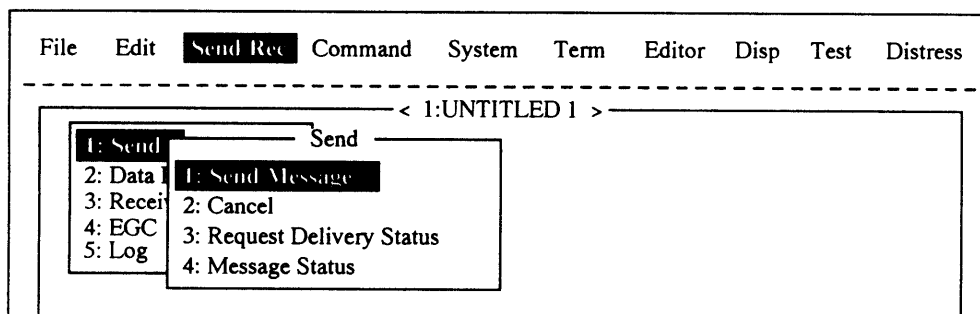 File Edit Send Rec Command System Term Editor Disp Test Distress
< 1:UNTITLED 1 >
1: Send
2: Data
3: Receiv
4: EGC
5: Log
Send
1: Send Message
2: Cancel
3: Request Delivery Status
4: Message Status